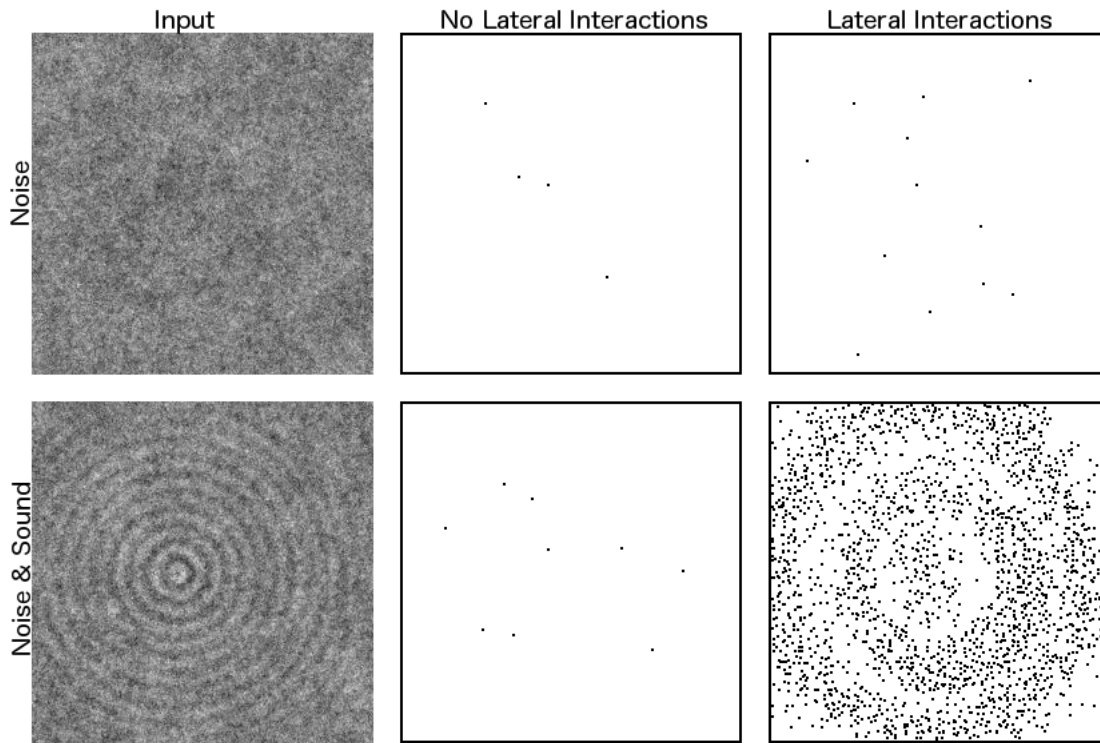 Input
No Lateral Interactions
Lateral Interactions
Noise
Noise & Sound